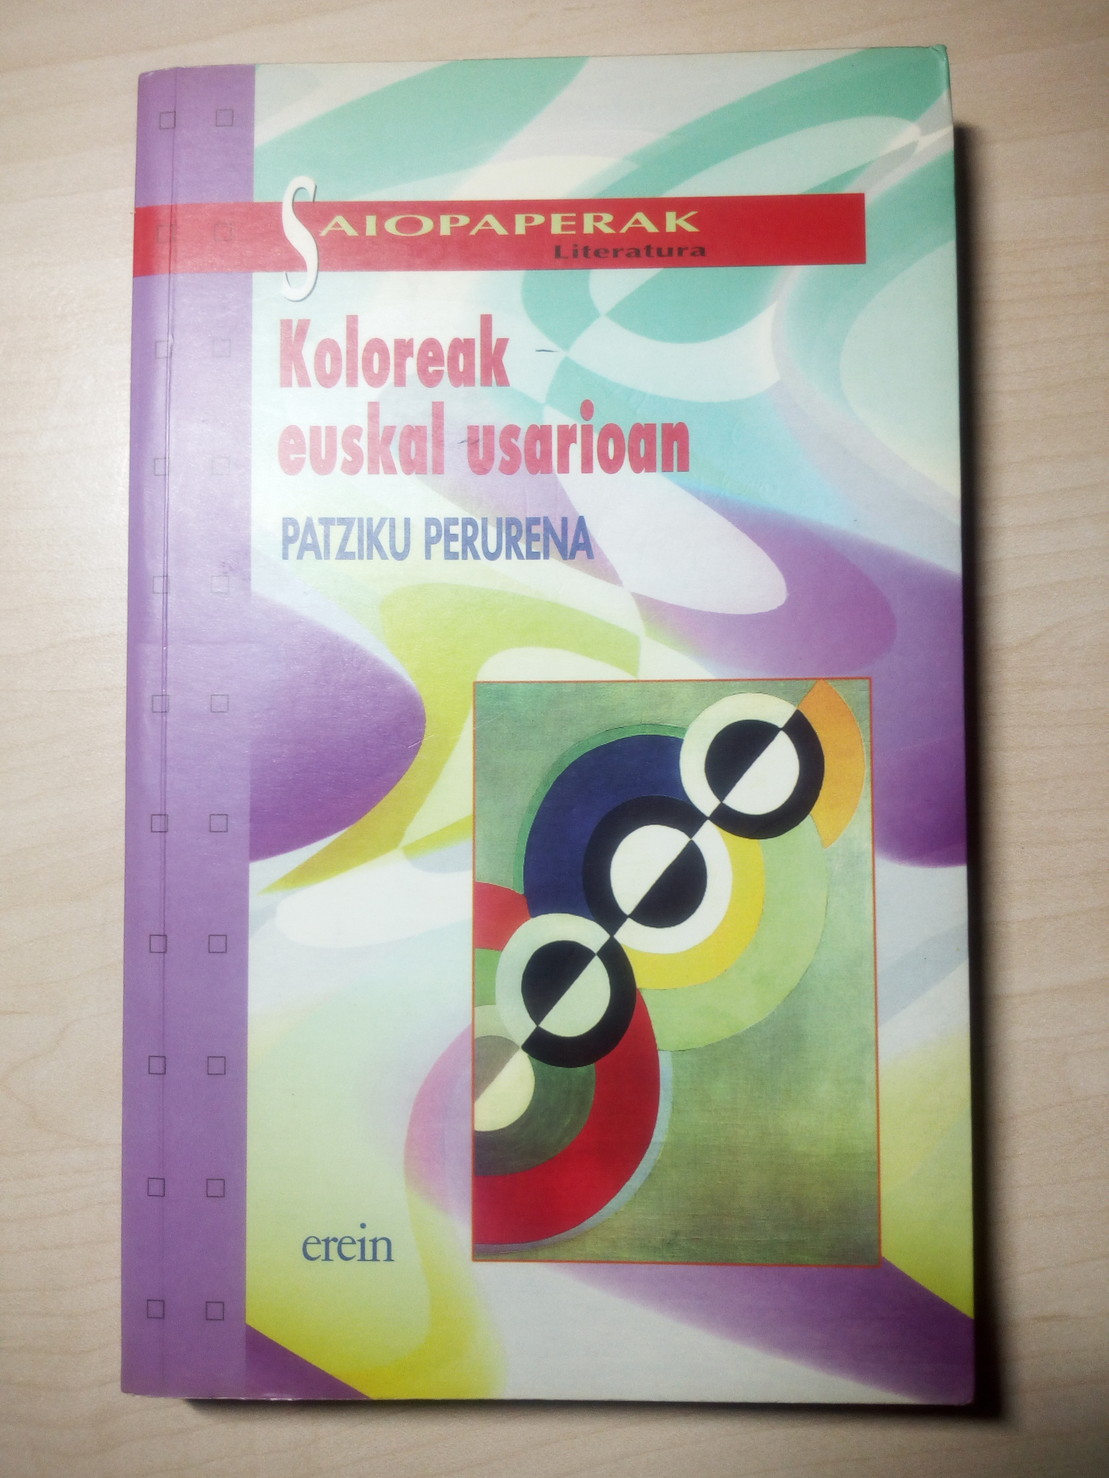 SAIOPAPERAK
Literatura
Koloreak
euskal usarioan
PATZIKU PERURENA
erein